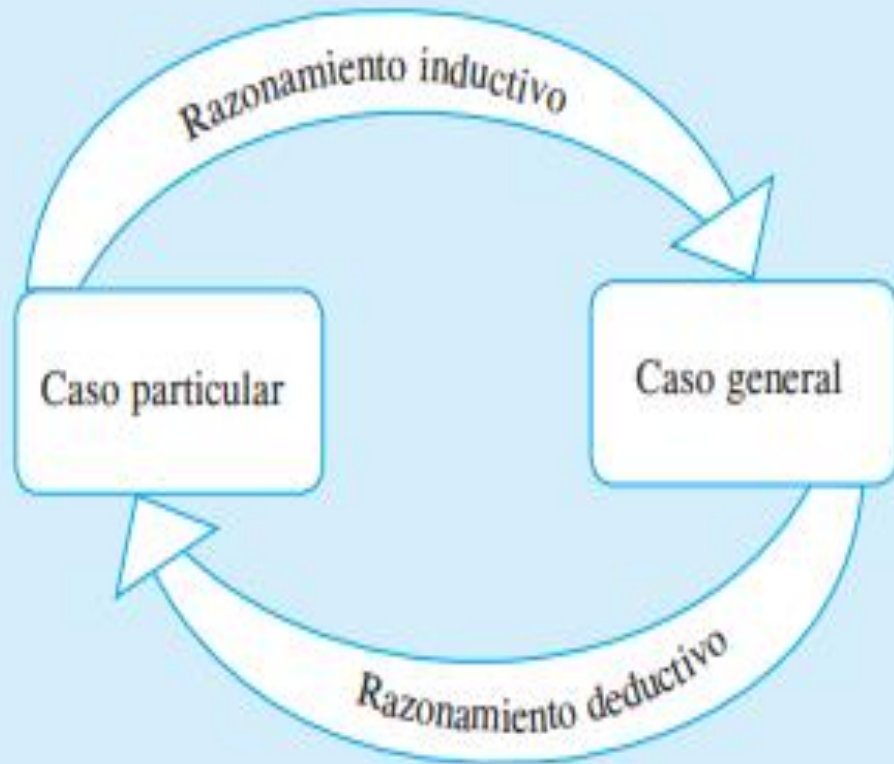 Razonamiento inductivo
Caso particular
Caso general
Razonamiento deductivo